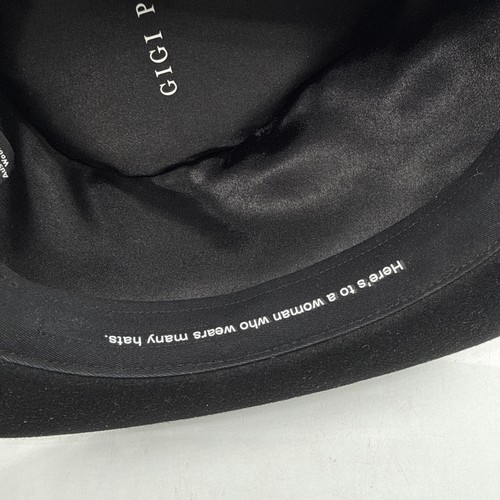 GIGI P
Here's to a woman who wears many hats.